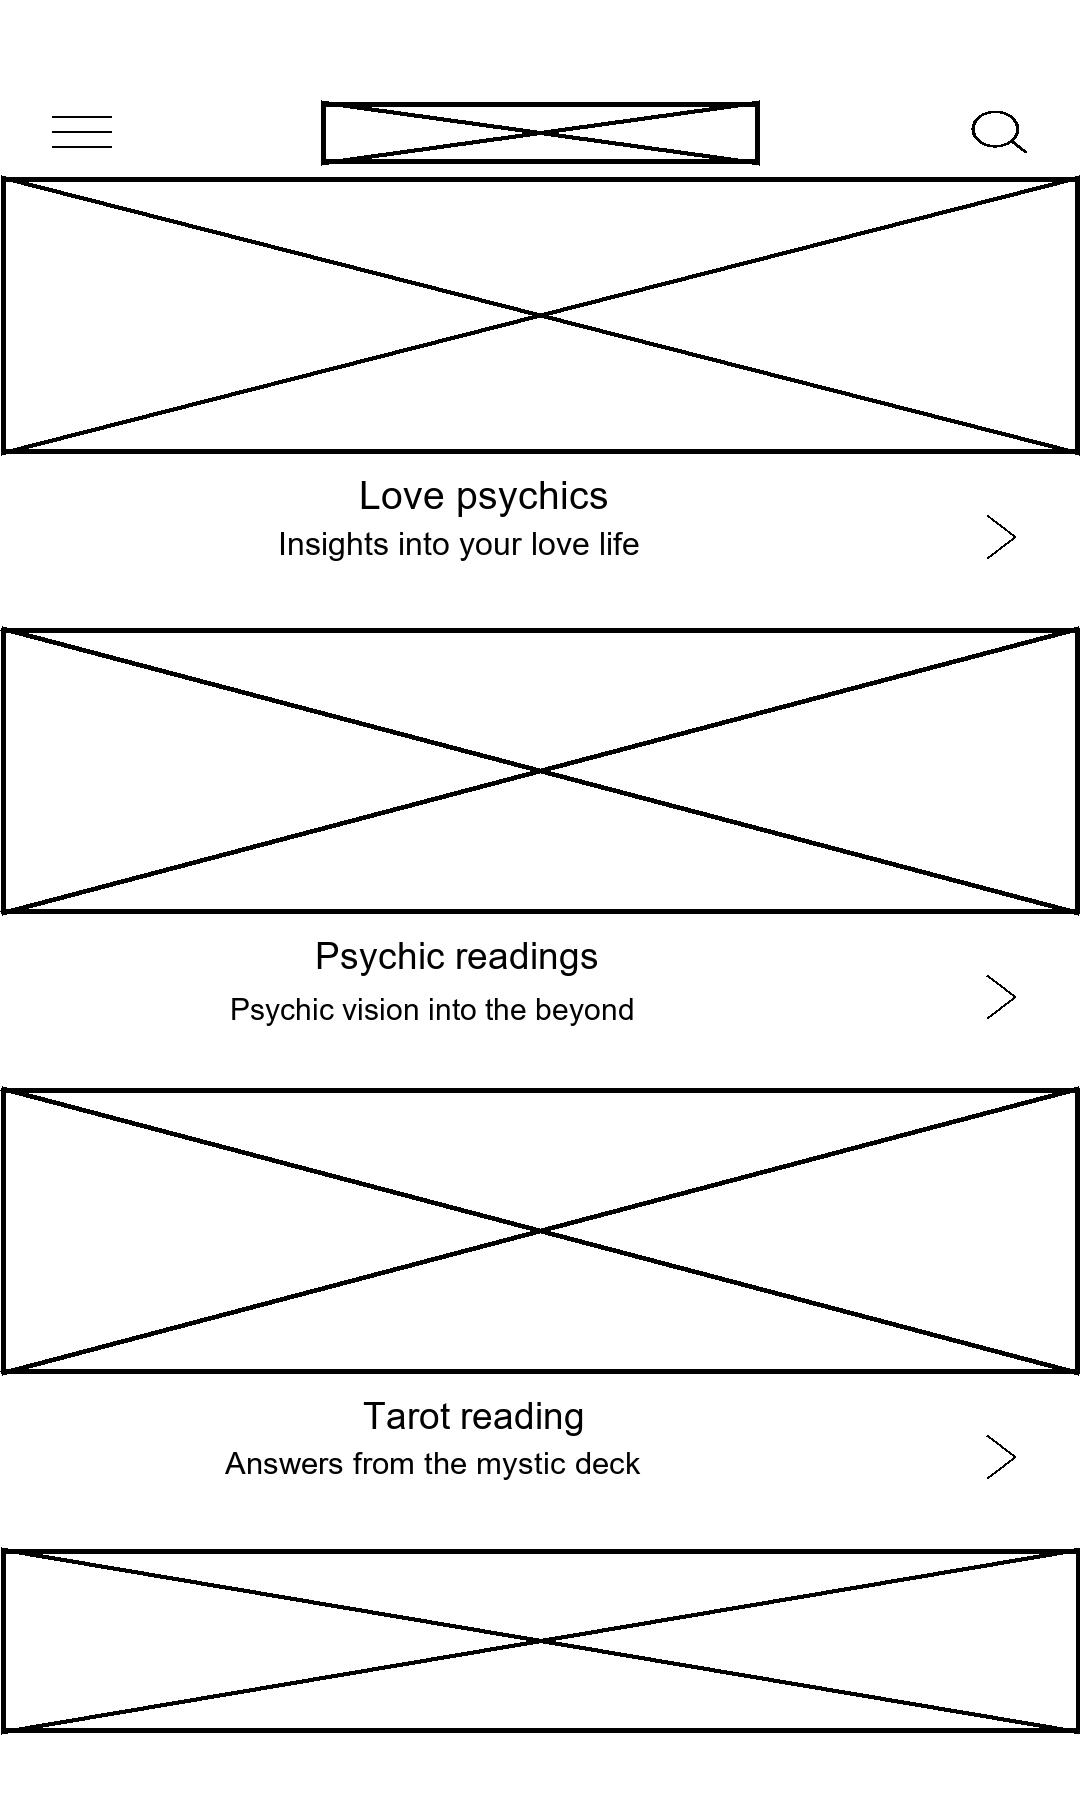 Love psychics
Insights into your love life
Psychic readings
Psychic vision into the beyond
Tarot reading
Answers from the mystic deck